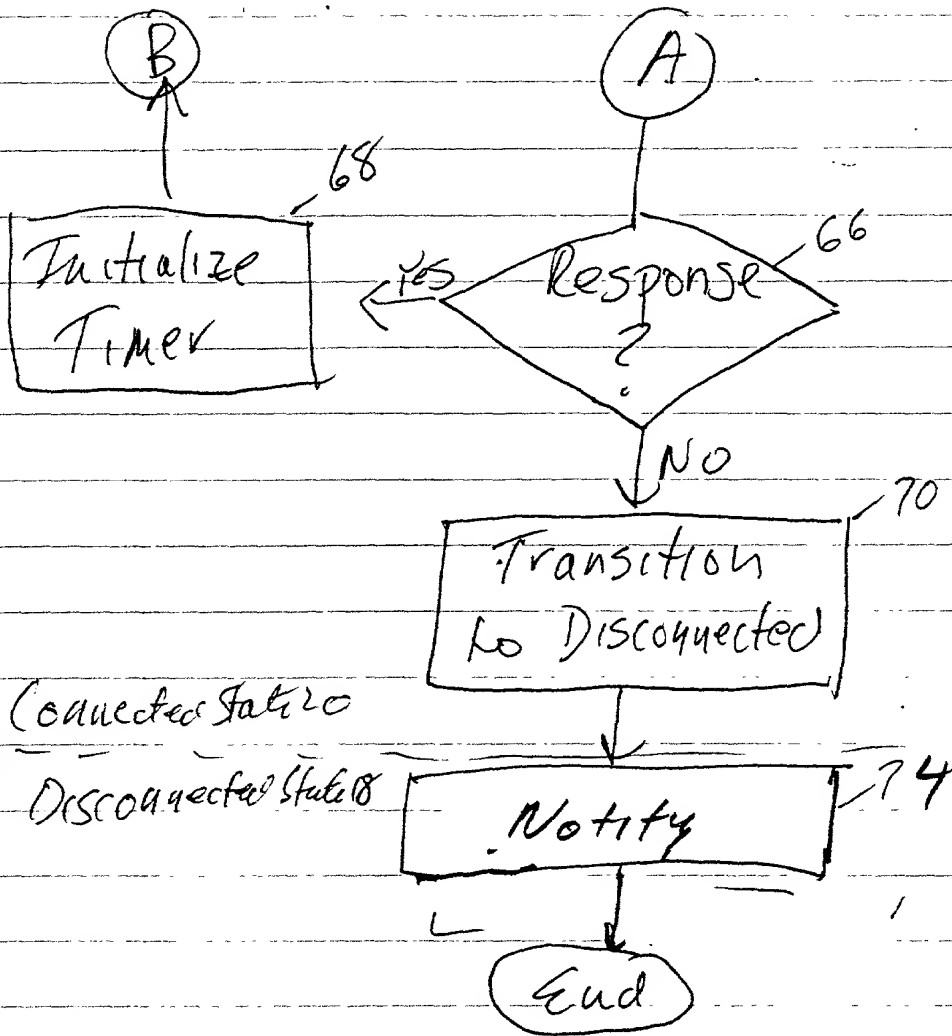 B
A
68
66
Initialize
Timer
Yes
Response
?
NO
70
Transition
to Disconnected
Connected State 20
Disconnected State 18
74
Notify
End